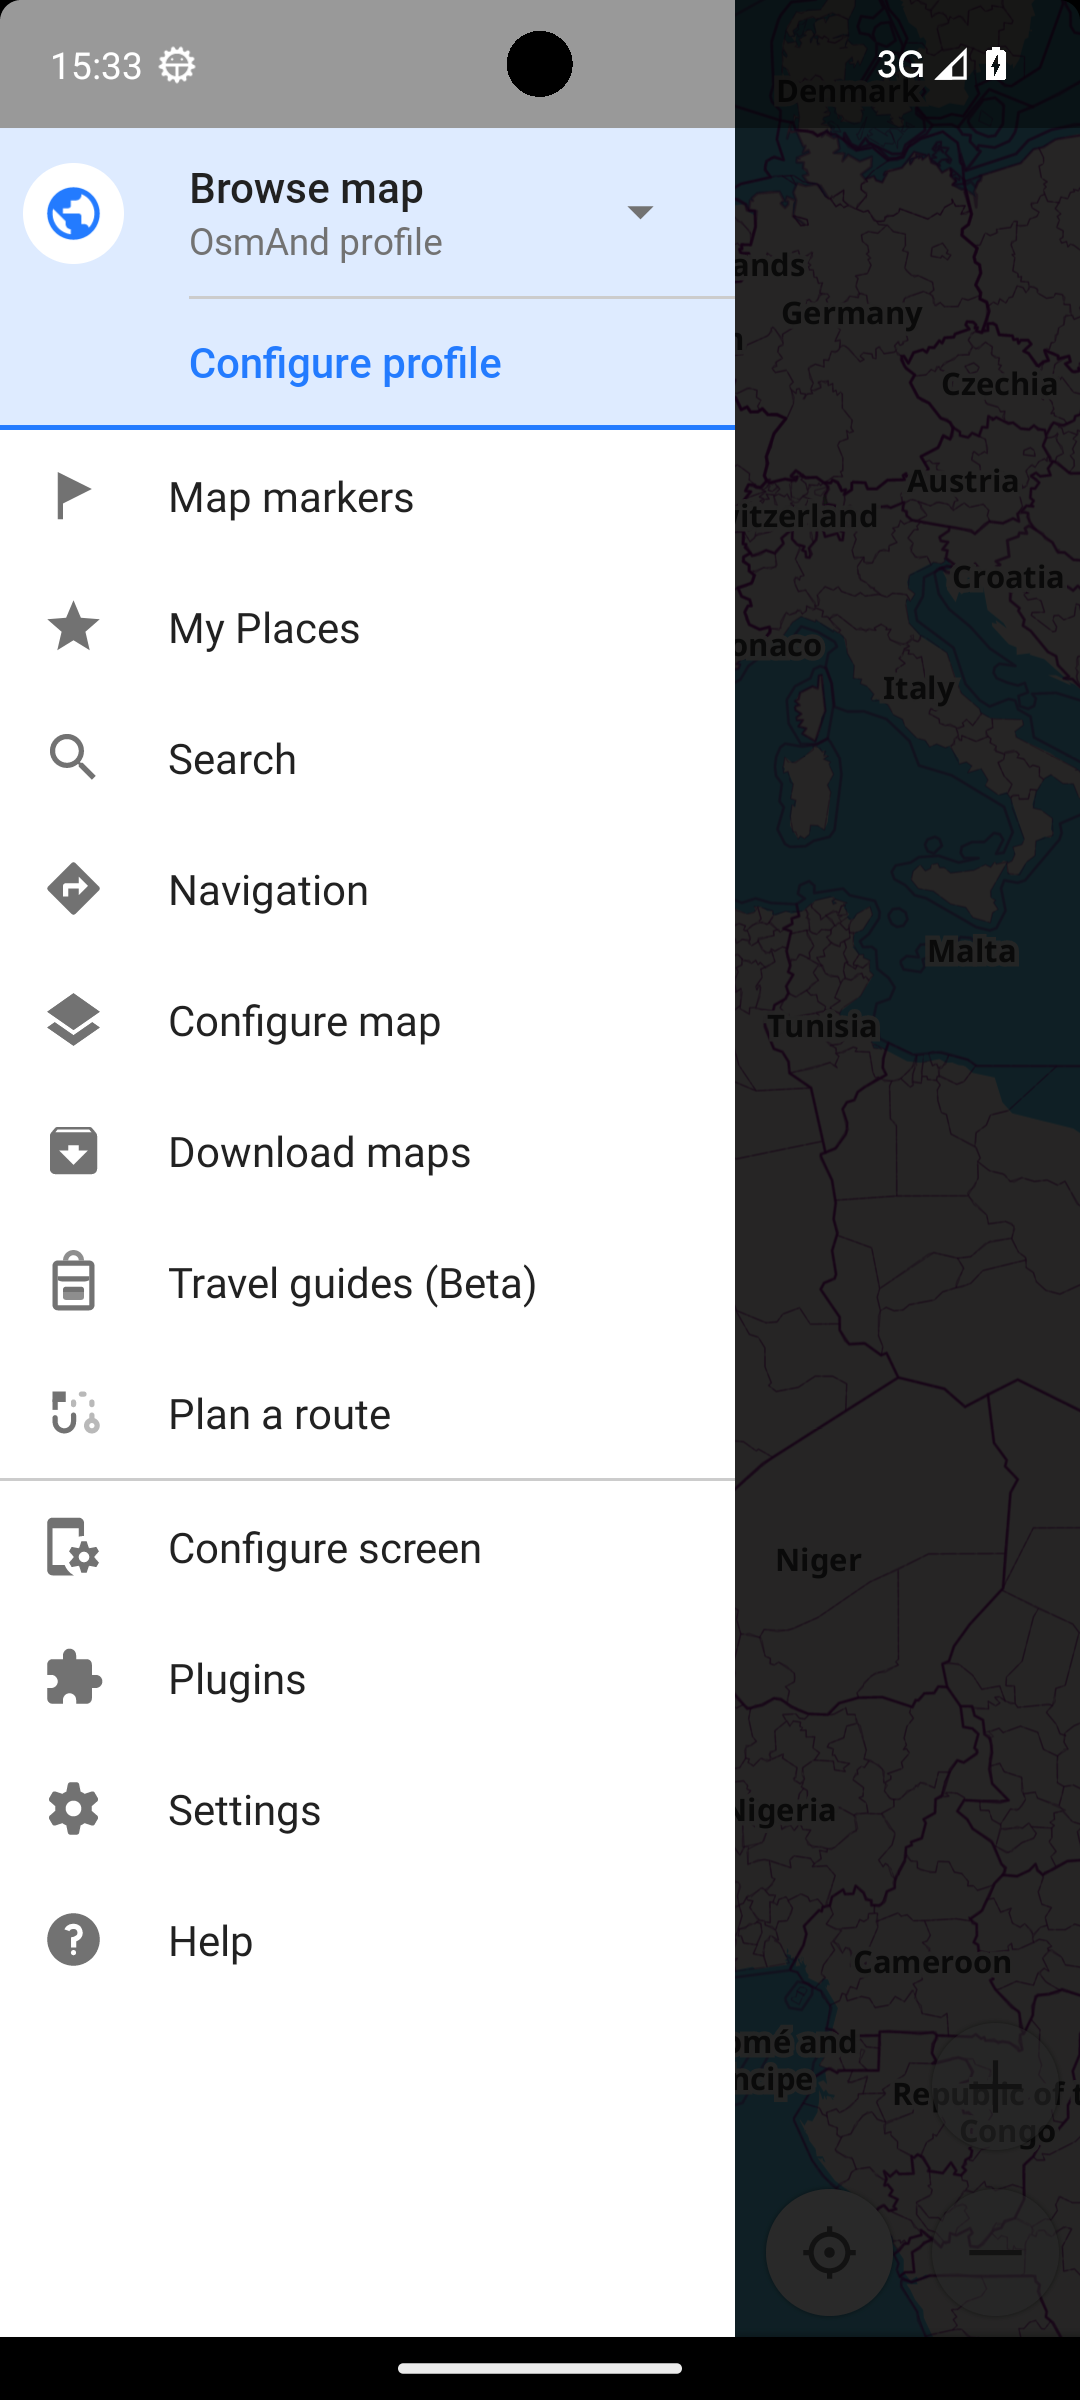 15:33
3G
Browse map
OsmAnd profile
Configure profile
Map markers
My Places
Search
Navigation
Configure map
Download maps
Travel guides (Beta)
Plan a route
Configure screen
Plugins
Settings
Help
Denmark
ands
Germany
Czechia
Austria
itzerland
Croatia
onaco
Italy
Malta
Tunisia
Niger
Nigeria
Cameroon
omé and
ncipe
Republic of t
Congo